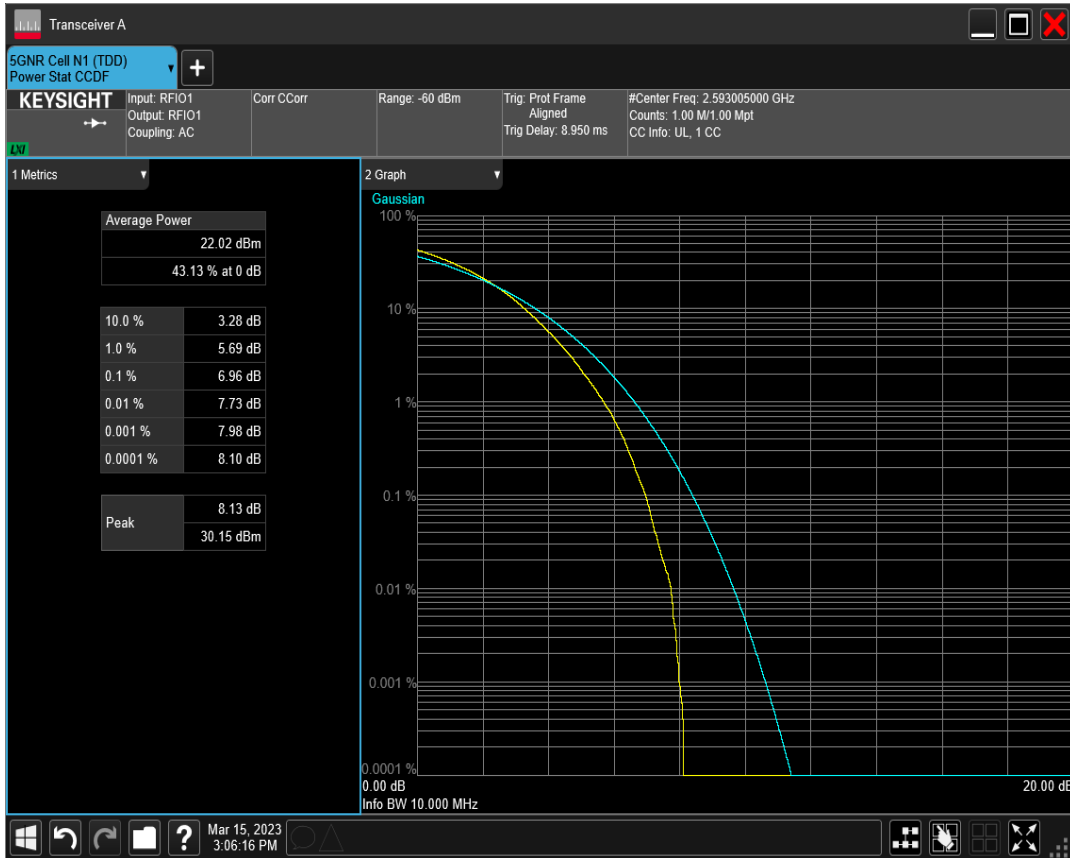 Transceiver A
5GNR Cell N1 (TDD)
Power Stat CCDF
+
KEYSIGHT
LXI
Input: RFIO1
Output: RFIO1
Coupling: AC
Corr CCorr
Range: -60 dBm
Trig: Prot Frame
Aligned
Trig Delay: 8.950 ms
#Center Freq: 2.593005000 GHz
Counts: 1.00 M/1.00 Mpt
CC Info: UL, 1 CC
1 Metrics
Average Power
22.02 dBm
43.13 % at 0 dB
10.0 % 3.28 dB
1.0 % 5.69 dB
0.1 % 6.96 dB
0.01 % 7.73 dB
0.001 % 7.98 dB
0.0001 % 8.10 dB
Peak 8.13 dB
30.15 dBm
2 Graph
Gaussian
100 %
10 %
1 %
0.1 %
0.01 %
0.001 %
0.0001 %
0.00 dB 20.00 dB
Info BW 10.000 MHz
?
Mar 15, 2023
3:06:16 PM